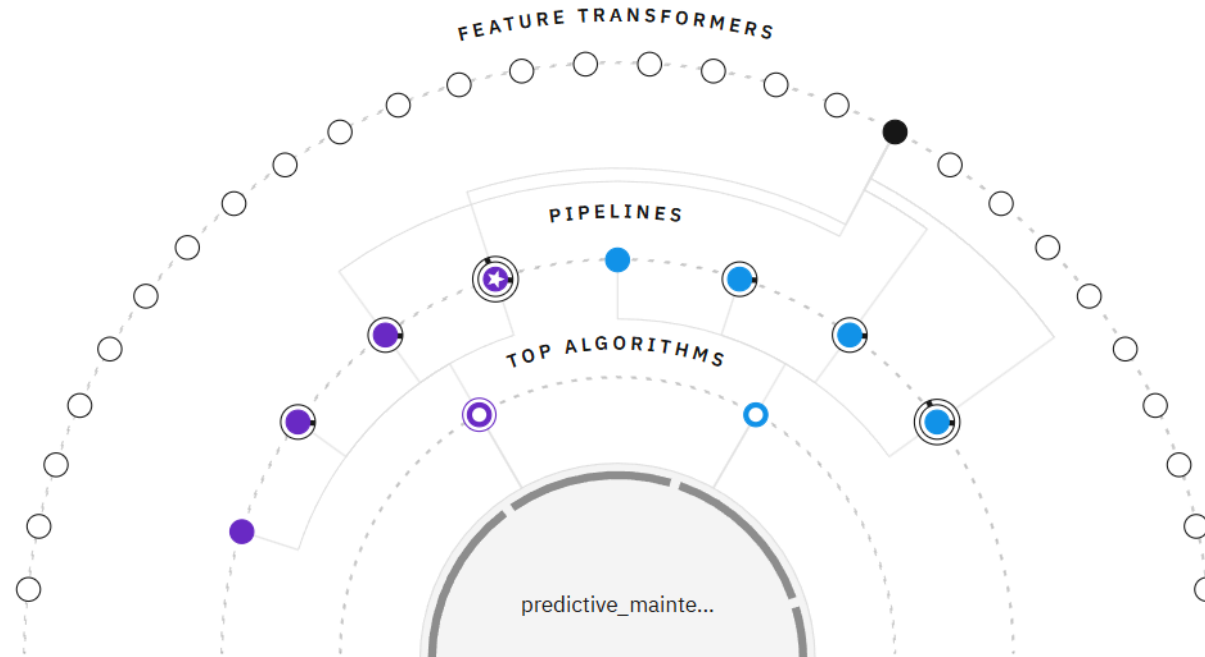 FEATURE TRANSFORMERS
PIPELINES
TOP ALGORITHMS
predictive_mainte...